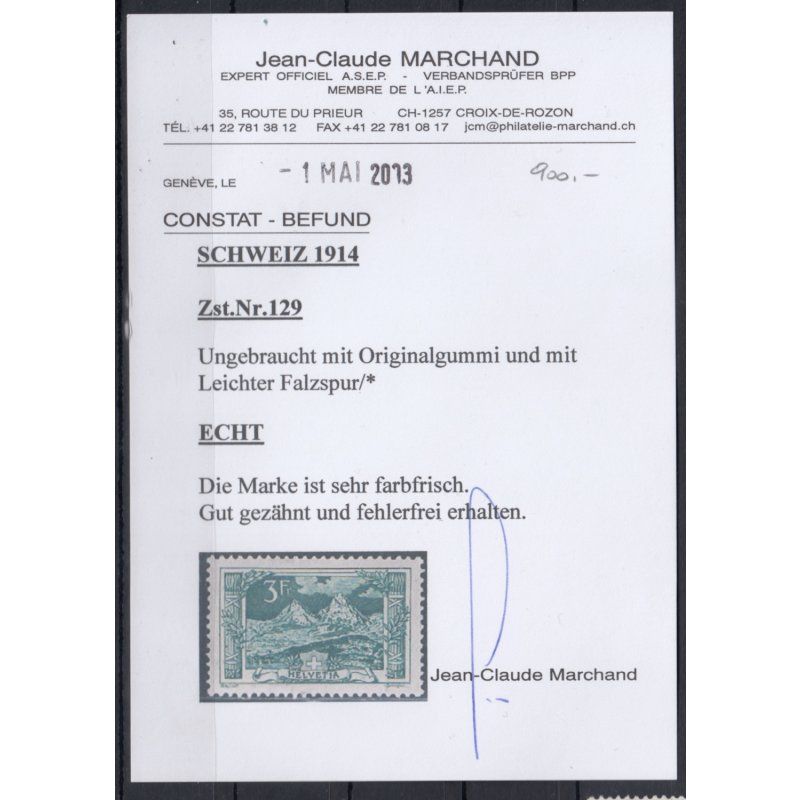 Jean-Claude MARCHAND
EXPERT OFFICIEL A.S.E.P. - VERBANDSPRÜFER BPP
MEMBRE DE L'A.I.E.P.
35, ROUTE DU PRIEUR CH-1257 CROIX-DE-ROZON
TÉL. +41 22 781 38 12 FAX +41 22 781 08 17 jcm@philatelie-marchand.ch
GENÈVE, LE - 1 MAI 2013 900.-
CONSTAT - BEFUND
SCHWEIZ 1914
Zst.Nr.129
Ungebraucht mit Originalgummi und mit
Leichter Falzspur/*
ECHT
Die Marke ist sehr farbfrisch.
Gut gezähnt und fehlerfrei erhalten.
3Fr.
HELVETIA
Jean-Claude Marchand